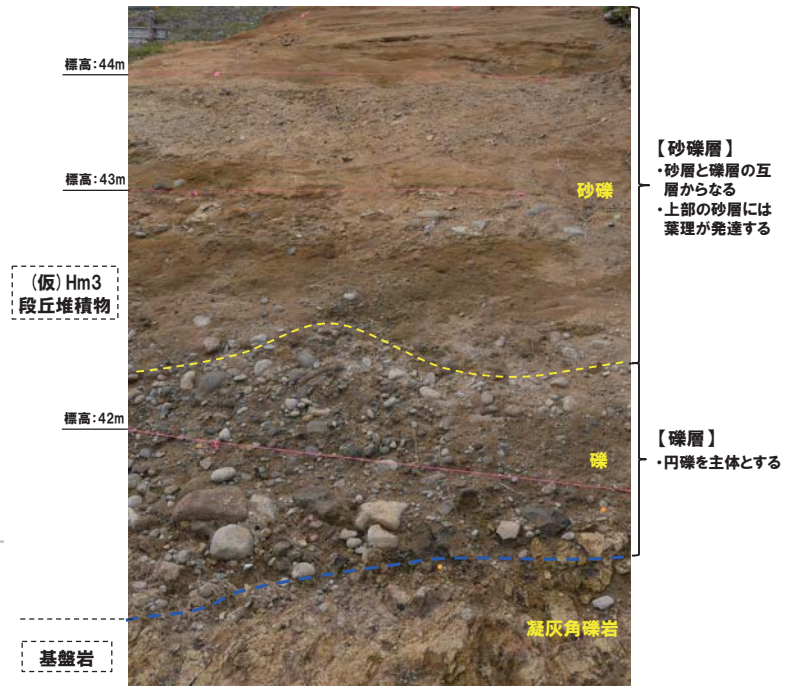 標高:44m
標高:43m
砂礫
【砂礫層】
・砂層と礫層の互
層からなる
・上部の砂層には
葉理が発達する
(仮)Hm3
段丘堆積物
標高:42m
礫
【礫層】
・円礫を主体とする
凝灰角礫岩
基盤岩